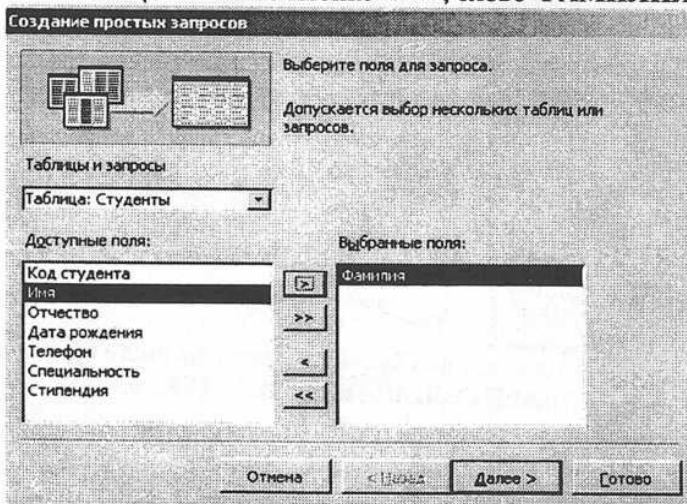 Создание простых запросов
Выберите поля для запроса.
Допускается выбор нескольких таблиц или
запросов.
Таблицы и запросы
Таблица: Студенты
Доступные поля:
Выбранные поля:
Код студента
Имя
Отчество
Дата рождения
Телефон
Специальность
Стипендия
>
>>
<
<<
Фамилия
Отмена
< Назад
Далее >
Готово